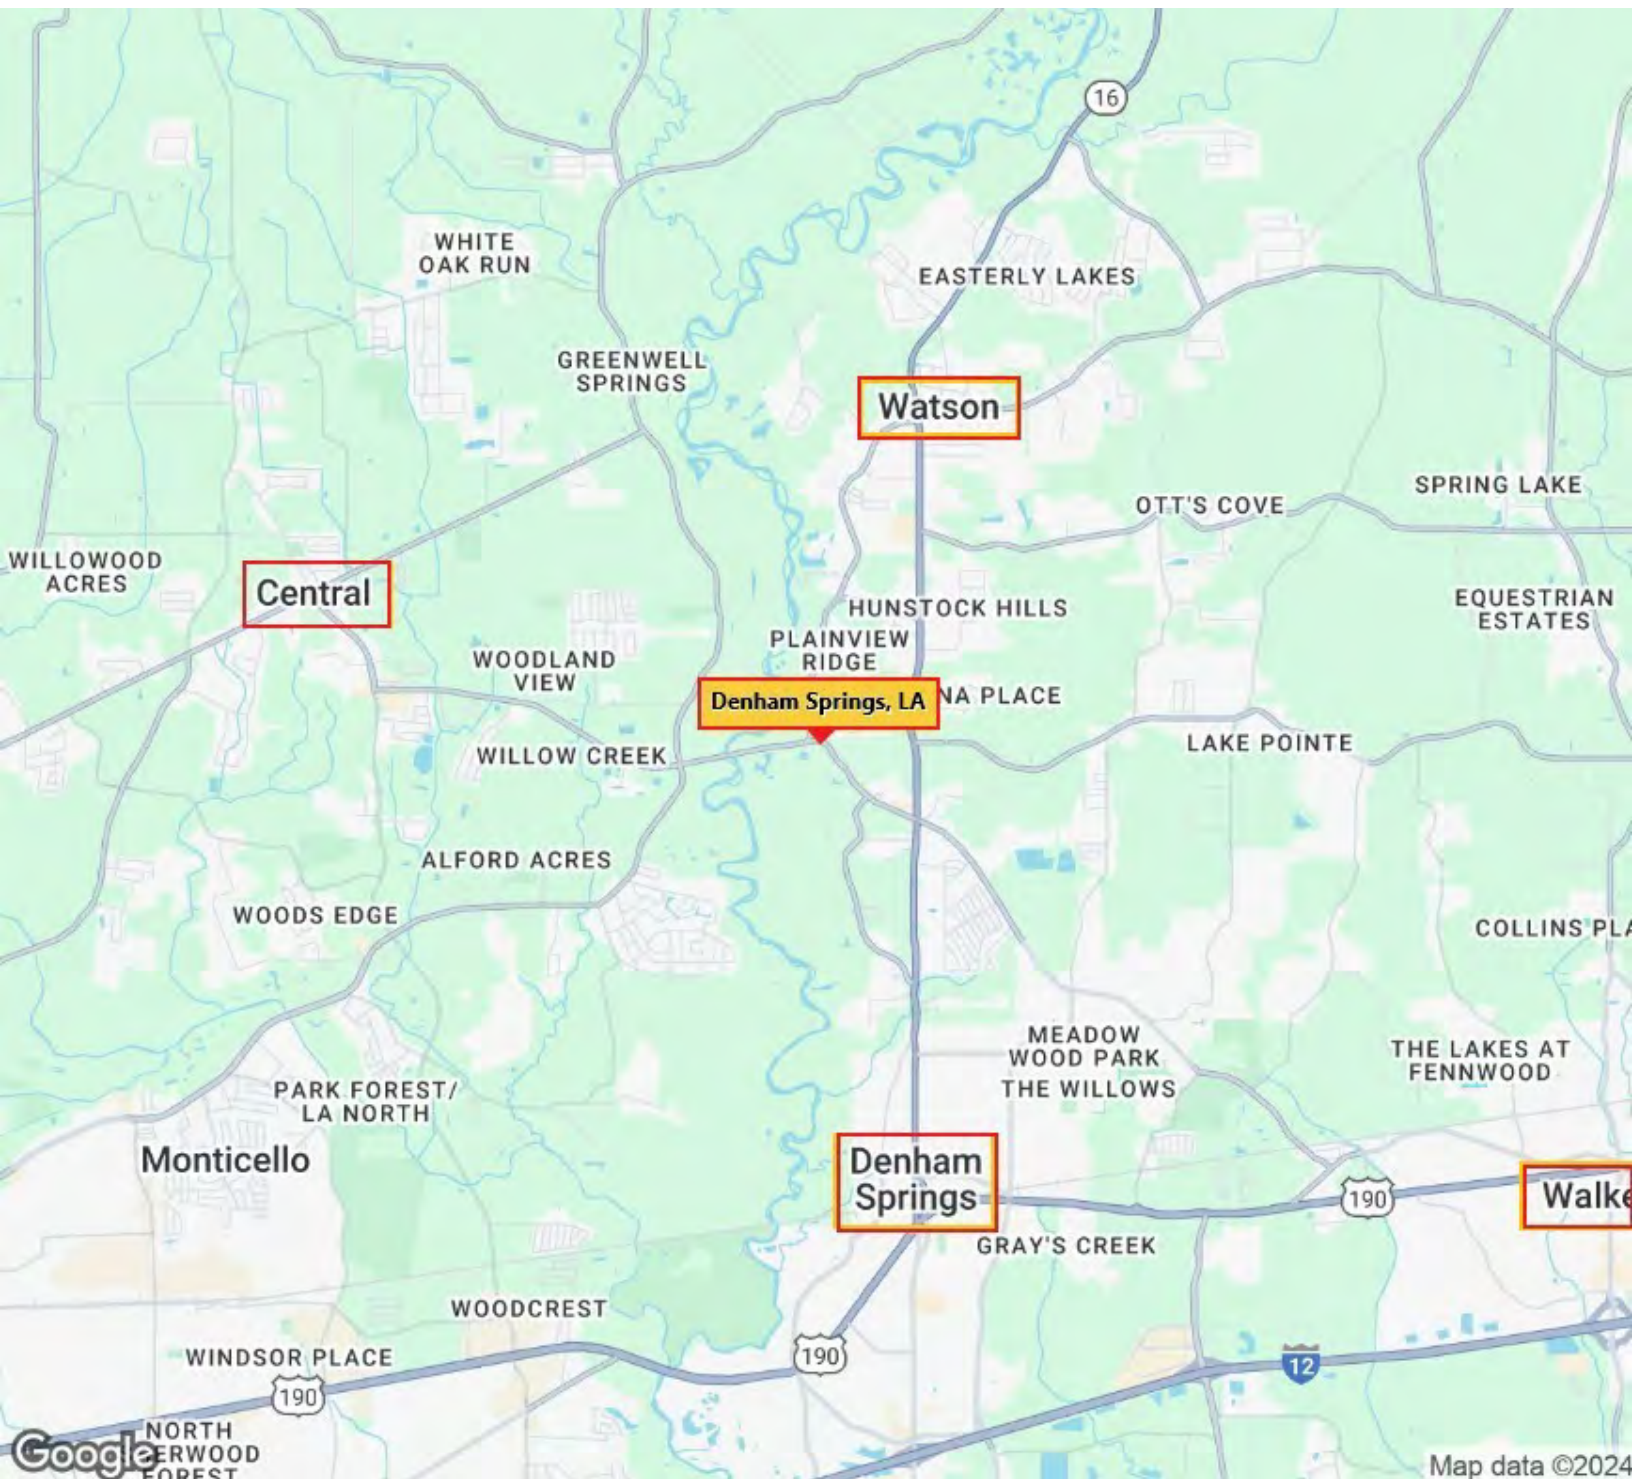 16
WHITE
OAK RUN
EASTERLY LAKES
GREENWELL
SPRINGS
Watson
SPRING LAKE
OTT'S COVE
WILLOWOOD
ACRES
Central
EQUESTRIAN
ESTATES
HUNSTOCK HILLS
PLAINVIEW
RIDGE
WOODLAND
VIEW
Denham Springs, LA
NA PLACE
LAKE POINTE
WILLOW CREEK
ALFORD ACRES
WOODS EDGE
COLLINS PLA
MEADOW
WOOD PARK
THE LAKES AT
FENNWOOD
THE WILLOWS
PARK FOREST/
LA NORTH
Monticello
Denham
Springs
190
Walke
GRAY'S CREEK
WOODCREST
WINDSOR PLACE
190
12
190
NORTH
ERWOOD
FOREST
Google
Map data ©2024